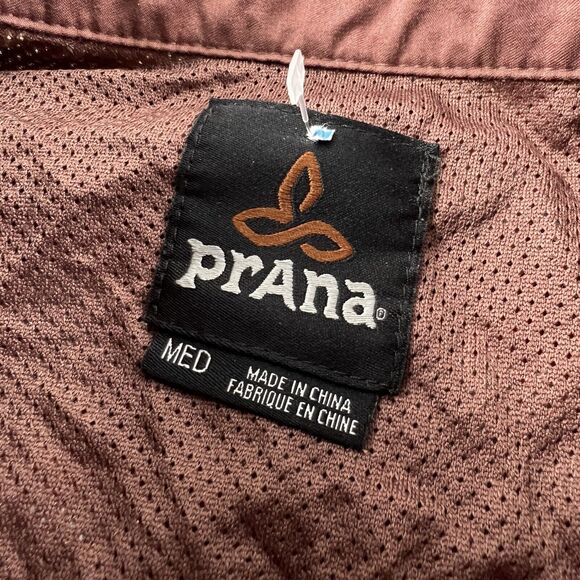 prAna®
MED
MADE IN CHINA
FABRIQUE EN CHINE